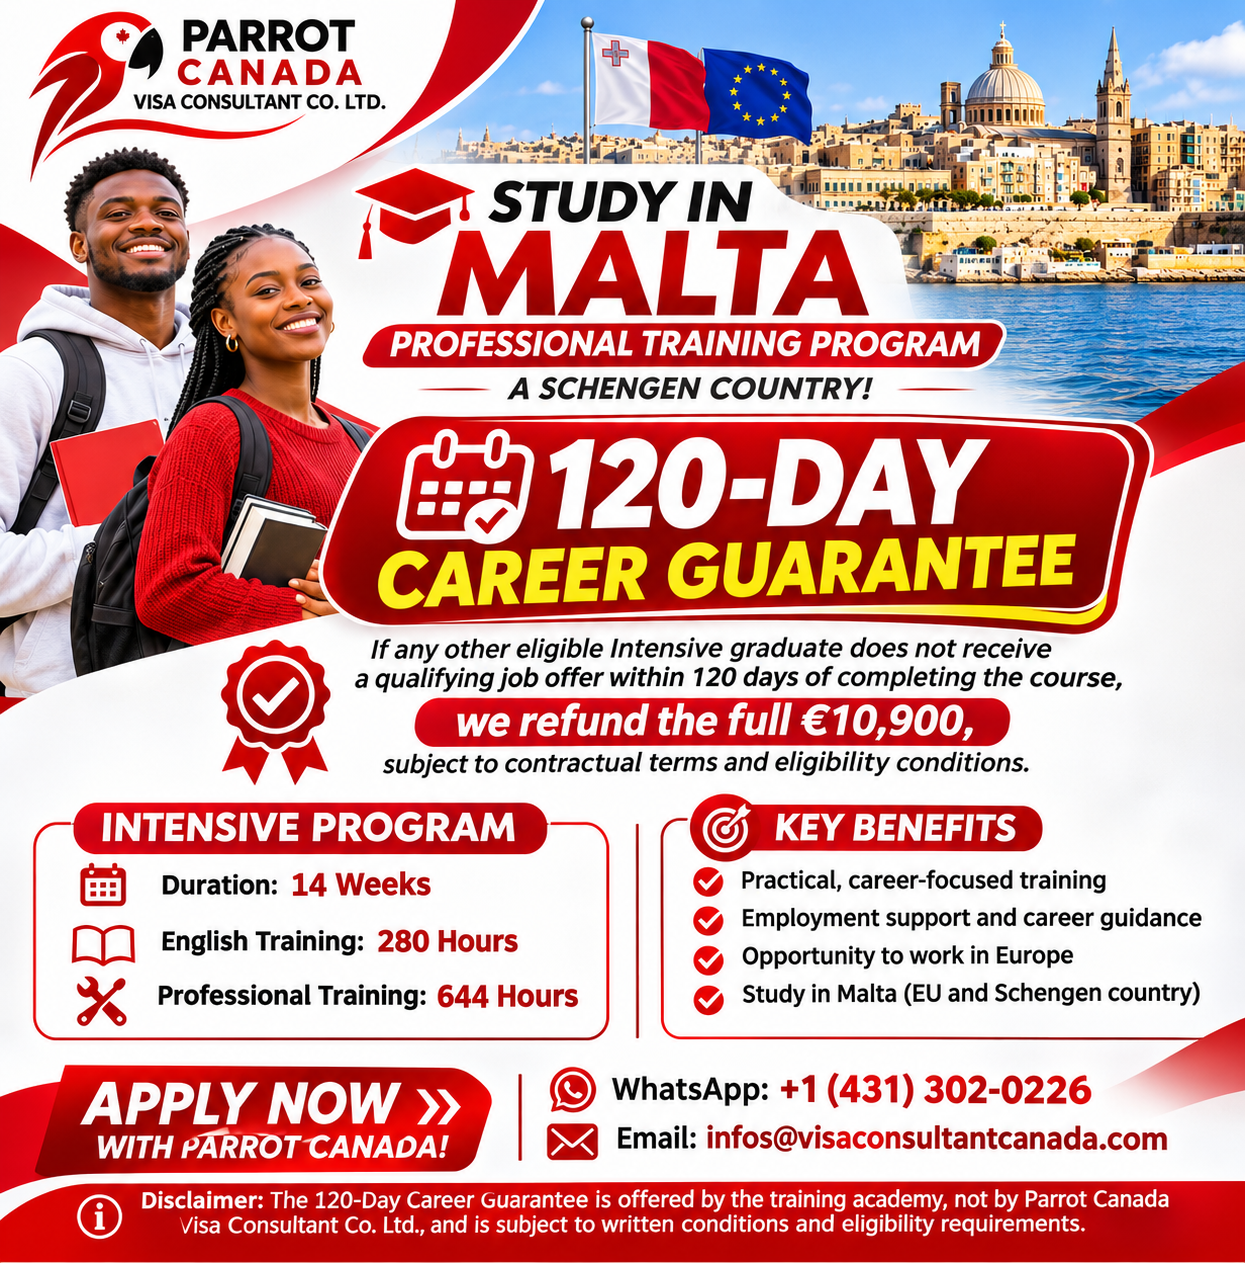 PARROT
CANADA
VISA CONSULTANT CO. LTD.
STUDY IN
MALTA
PROFESSIONAL TRAINING PROGRAM
A SCHENGEN COUNTRY!
120-DAY
CAREER GUARANTEE
If any other eligible Intensive graduate does not receive
a qualifying job offer within 120 days of completing the course,
we refund the full €10,900,
subject to contractual terms and eligibility conditions.
INTENSIVE PROGRAM
Duration: 14 Weeks
English Training: 280 Hours
Professional Training: 644 Hours
KEY BENEFITS
Practical, career-focused training
Employment support and career guidance
Opportunity to work in Europe
Study in Malta (EU and Schengen country)
APPLY NOW »
WITH PARROT CANADA!
WhatsApp: +1 (431) 302-0226
Email: infos@visaconsultantcanada.com
Disclaimer: The 120-Day Career Guarantee is offered by the training academy, not by Parrot Canada
Visa Consultant Co. Ltd., and is subject to written conditions and eligibility requirements.